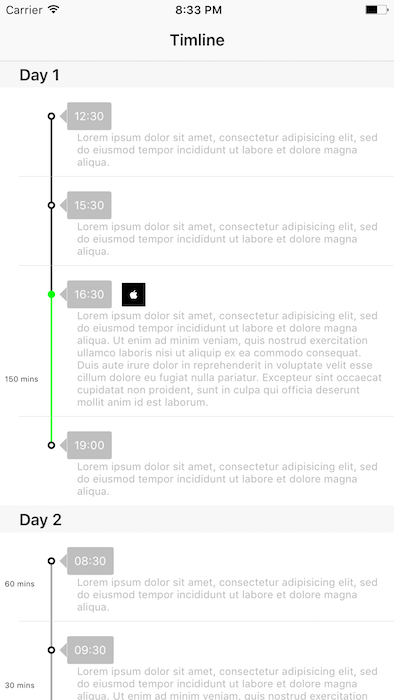 Carrier 8:33 PM
Timline
Day 1
12:30
Lorem ipsum dolor sit amet, consectetur adipisicing elit, sed
do eiusmod tempor incididunt ut labore et dolore magna
aliqua.
15:30
Lorem ipsum dolor sit amet, consectetur adipisicing elit, sed
do eiusmod tempor incididunt ut labore et dolore magna
aliqua.
16:30
Lorem ipsum dolor sit amet, consectetur adipisicing elit, sed
do eiusmod tempor incididunt ut labore et dolore magna
aliqua. Ut enim ad minim veniam, quis nostrud exercitation
ullamco laboris nisi ut aliquip ex ea commodo consequat.
Duis aute irure dolor in reprehenderit in voluptate velit esse
150 mins
cillum dolore eu fugiat nulla pariatur. Excepteur sint occaecat
cupidatat non proident, sunt in culpa qui officia deserunt
mollit anim id est laborum.
19:00
Lorem ipsum dolor sit amet, consectetur adipisicing elit, sed
do eiusmod tempor incididunt ut labore et dolore magna
aliqua.
Day 2
08:30
60 mins
Lorem ipsum dolor sit amet, consectetur adipisicing elit, sed
do eiusmod tempor incididunt ut labore et dolore magna
aliqua.
09:30
Lorem ipsum dolor sit amet, consectetur adipisicing elit, sed
30 mins
do eiusmod tempor incididunt ut labore et dolore magna
aliqua. Ut enim ad minim veniam, quis nostrud exercitation